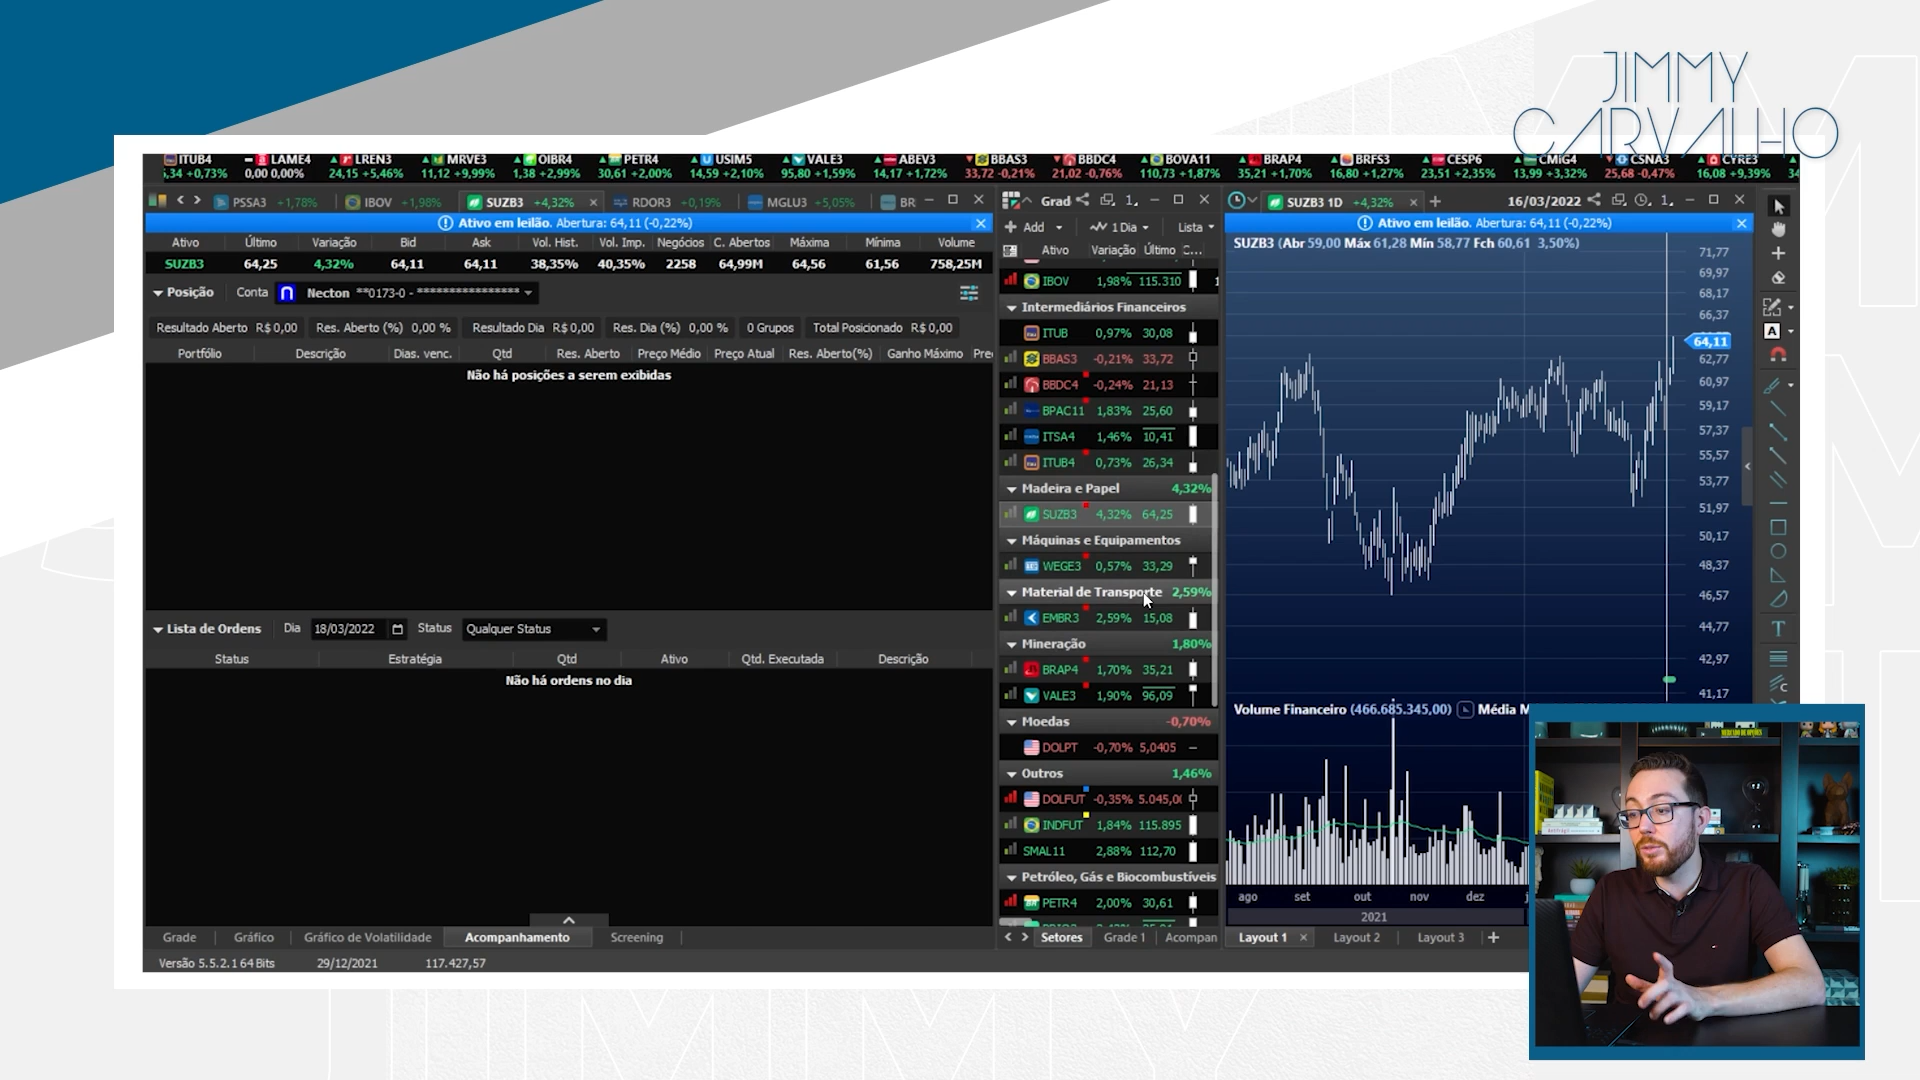 JIMMY
CARVALHO
ITUB4 LAME4 LREN3 MRVE3 OIBR4 PETR4 USIM5 VALE3 ABEV3 BBAS3 BBDC4 BOVA11 BRAP4 BRFS3 CESP6 CMIG4 CSNA3 CYRE3
5,34 +0,73% 0,00 0,00% 24,15 +5,46% 11,12 +9,99% 1,38 +2,99% 30,61 +2,00% 14,59 +2,10% 95,80 +1,59% 14,17 +1,72% 33,72 -0,21% 21,02 -0,76% 110,73 +1,87% 35,21 +1,70% 16,80 +1,27% 23,51 +2,35% 13,99 +3,32% 25,68 -0,47% 16,08 +9,39% 34
PSSA3 +1,78% IBOV +1,98% SUZB3 +4,32% RDOR3 +0,19% MGLU3 +5,05% BR
Ativo em leilão. Abertura: 64,11 (-0,22%)
Ativo Último Variação Bid Ask Vol. Hist. Vol. Imp. Negócios C. Abertos Máxima Mínima Volume
SUZB3 64,25 4,32% 64,11 64,11 38,35% 40,35% 2258 64,99M 64,56 61,56 758,25M
Posição Conta Necton **0173-0 - ****************
Resultado Aberto R$ 0,00 Res. Aberto (%) 0,00 % Resultado Dia R$ 0,00 Res. Dia (%) 0,00 % 0 Grupos Total Posicionado R$ 0,00
Portfólio Descrição Dias. venc. Qtd Res. Aberto Preço Médio Preço Atual Res. Aberto(%) Ganho Máximo Pre
Não há posições a serem exibidas
Lista de Ordens Dia 18/03/2022 Status Qualquer Status
Status Estratégia Qtd Ativo Qtd. Executada Descrição
Não há ordens no dia
Grade Gráfico Gráfico de Volatilidade Acompanhamento Screening
Versão 5.5.2.1 64 Bits 29/12/2021 117.427,57
Grad 1
Add 1 Dia Lista
Ativo Variação Último C...
IBOV 1,98% 115.310 1
Intermediários Financeiros
ITUB 0,97% 30,08
BBAS3 -0,21% 33,72
BBDC4 -0,24% 21,13
BPAC11 1,83% 25,60
ITSA4 1,46% 10,41
ITUB4 0,73% 26,34
Madeira e Papel 4,32%
SUZB3 4,32% 64,25
Máquinas e Equipamentos
WEGE3 0,57% 33,29
Material de Transporte 2,59%
EMBR3 2,59% 15,08
Mineração 1,80%
BRAP4 1,70% 35,21
VALE3 1,90% 96,09
Moedas -0,70%
DOLPT -0,70% 5,0405
Outros 1,46%
DOLFUT -0,35% 5.045,0
INDFUT 1,84% 115.895
SMAL11 2,88% 112,70
Petróleo, Gás e Biocombustíveis
PETR4 2,00% 30,61
Setores Grade 1 Acompan
SUZB3 1D +4,32% 16/03/2022 1
Ativo em leilão. Abertura: 64,11 (-0,22%)
SUZB3 (Abr 59,00 Máx 61,28 Mín 58,77 Fch 60,61 3,50%)
71,77
69,97
68,17
66,37
64,11
62,77
60,97
59,17
57,37
55,57
53,77
51,97
50,17
48,37
46,57
44,77
42,97
41,17
Volume Financeiro (466.685.345,00) Média M
ago set out nov dez j
2021
Layout 1 Layout 2 Layout 3
A
T